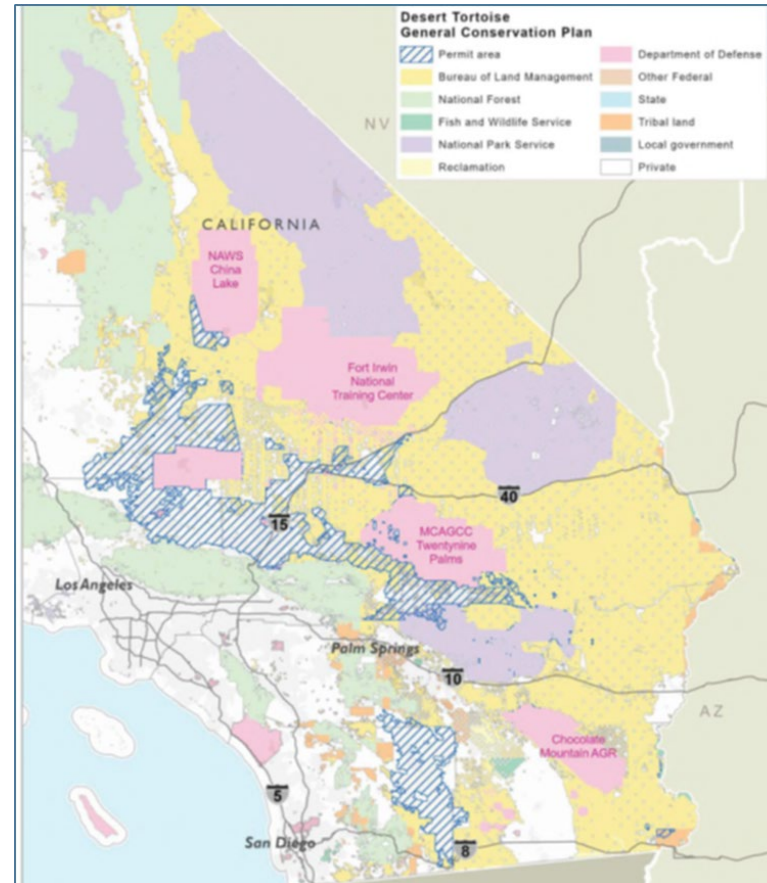 Desert Tortoise
General Conservation Plan
Permit area
Bureau of Land Management
National Forest
Fish and Wildlife Service
National Park Service
Reclamation
Department of Defense
Other Federal
State
Tribal land
Local government
Private
NV
CALIFORNIA
NAWS
China
Lake
Fort Irwin
National
Training Center
40
15
MCAGCC
Twentynine
Palms
Los Angeles
Palm Springs
10
AZ
Chocolate
Mountain AGR
5
San Diego
8